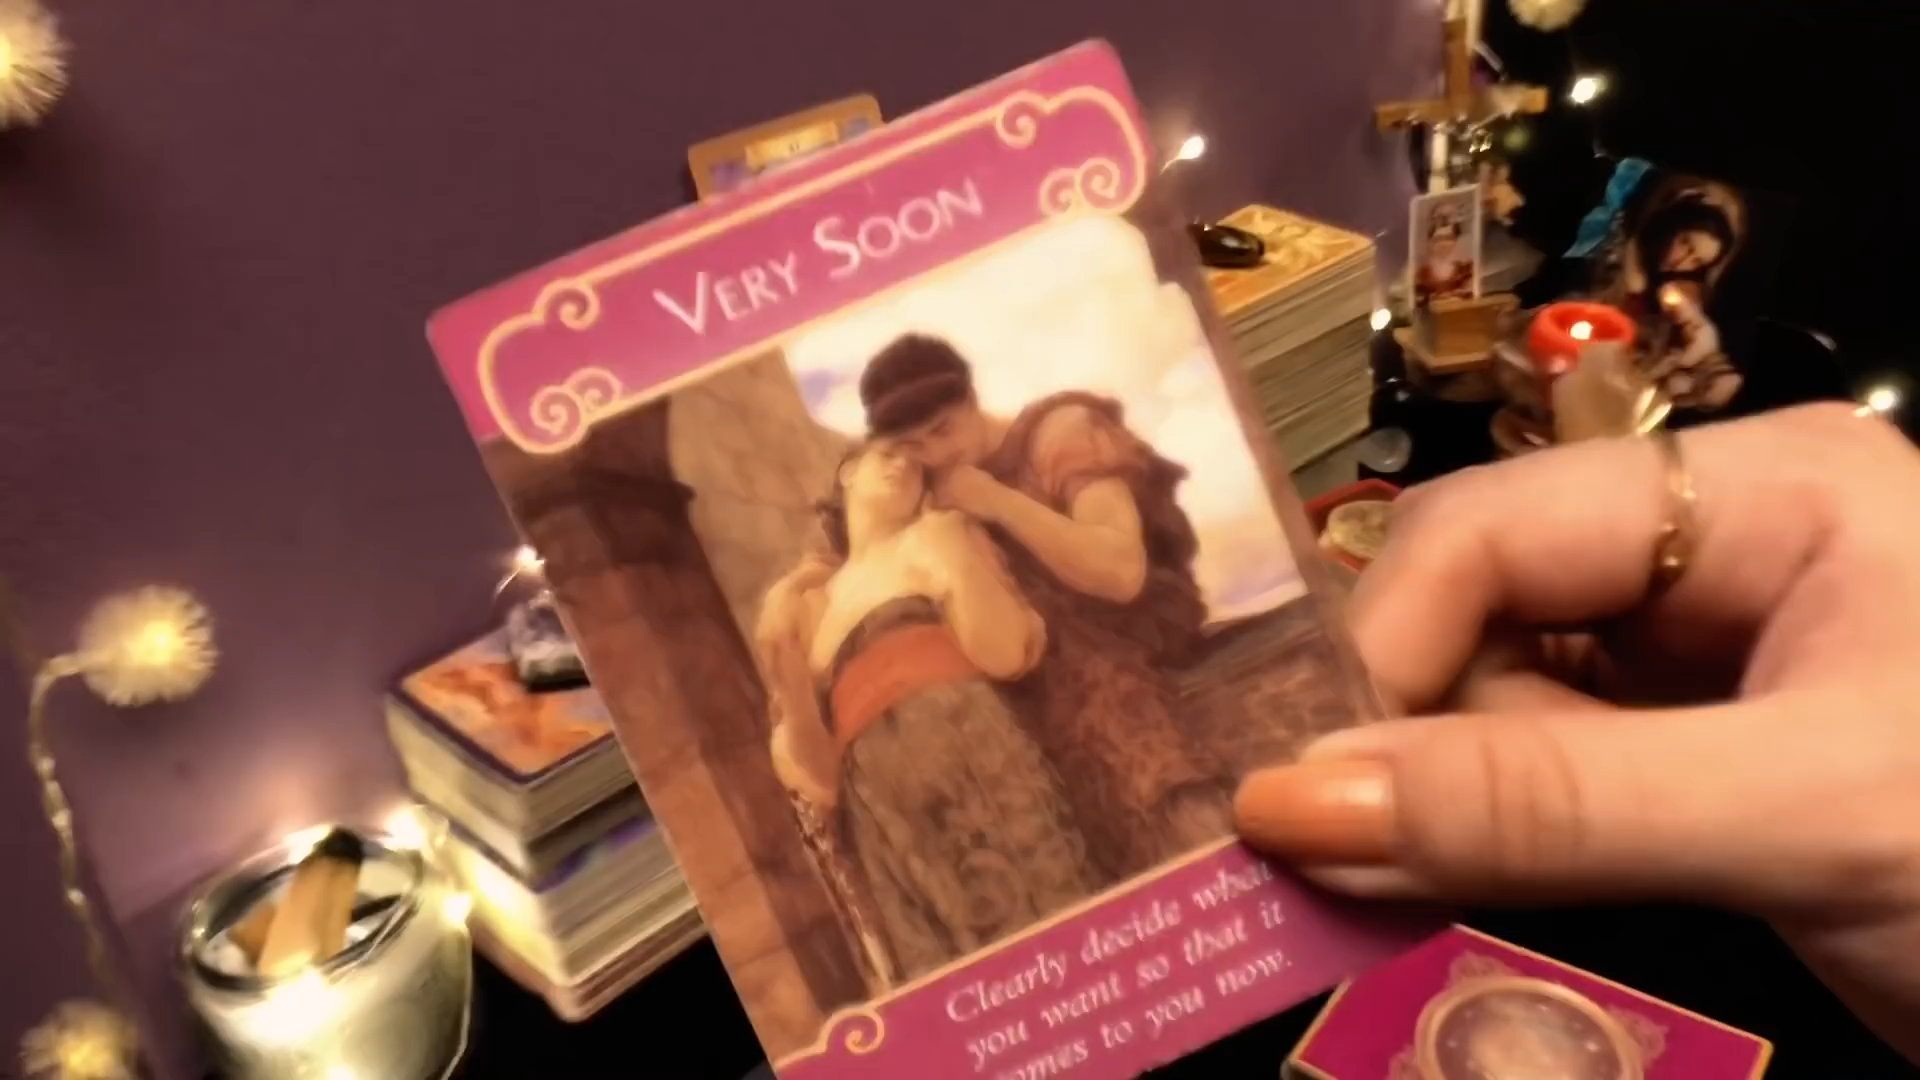 VERY SOON
Clearly decide what
you want so that it
comes to you now.